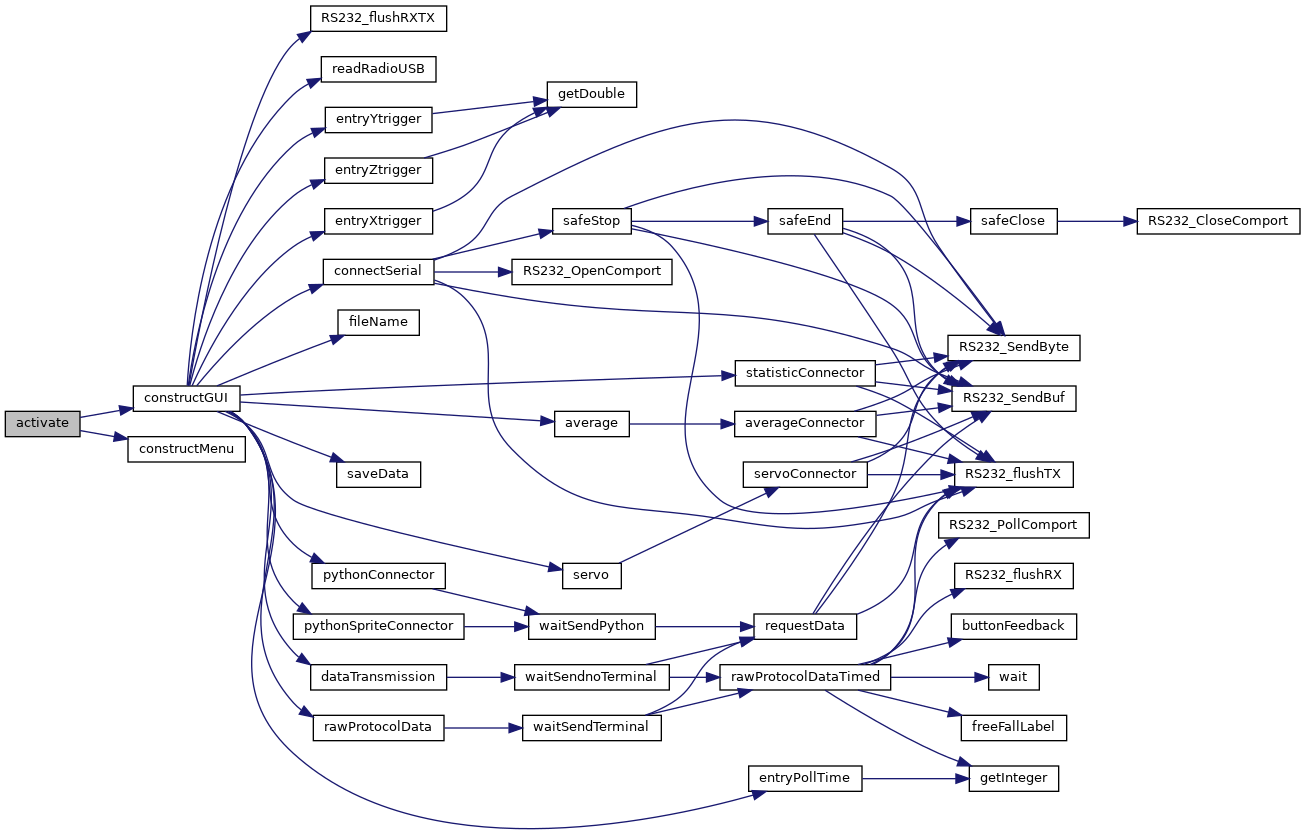 RS232_flushRXTX
readRadioUSB
getDouble
entryYtrigger
entryZtrigger
entryXtrigger
safeStop
safeEnd
safeClose
RS232_CloseComport
connectSerial
RS232_OpenComport
fileName
RS232_SendByte
statisticConnector
constructGUI
RS232_SendBuf
activate
average
averageConnector
constructMenu
saveData
servoConnector
RS232_flushTX
RS232_PollComport
pythonConnector
servo
RS232_flushRX
pythonSpriteConnector
waitSendPython
requestData
buttonFeedback
dataTransmission
waitSendnoTerminal
rawProtocolDataTimed
wait
rawProtocolData
waitSendTerminal
freeFallLabel
entryPollTime
getInteger